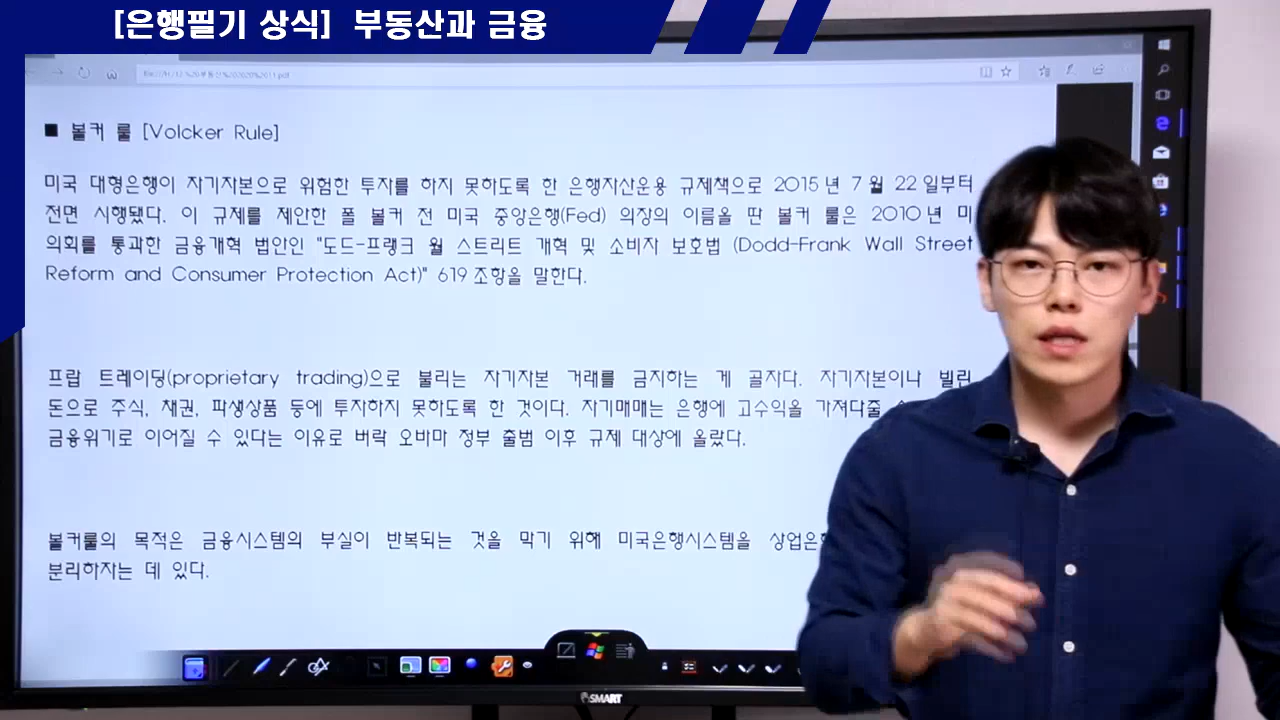 [은행필기 상식] 부동산과 금융
■ 볼커 룰 [Volcker Rule]
미국 대형은행이 자기자본으로 위험한 투자를 하지 못하도록 한 은행자산운용 규제책으로 2015년 7월 22일부터
전면 시행됐다. 이 규제를 제안한 폴 볼커 전 미국 중앙은행(Fed) 의장의 이름을 딴 볼커 룰은 2010년 미
의회를 통과한 금융개혁 법안인 "도드-프랭크 월 스트리트 개혁 및 소비자 보호법 (Dodd-Frank Wall Street
Reform and Consumer Protection Act)" 619조항을 말한다.
프랍 트레이딩(proprietary trading)으로 불리는 자기자본 거래를 금지하는 게 골자다. 자기자본이나 빌린
돈으로 주식, 채권, 파생상품 등에 투자하지 못하도록 한 것이다. 자기매매는 은행에 고수익을 가져다줄
금융위기로 이어질 수 있다는 이유로 버락 오바마 정부 출범 이후 규제 대상에 올랐다.
볼커룰의 목적은 금융시스템의 부실이 반복되는 것을 막기 위해 미국은행시스템을
분리하자는 데 있다.
SMART